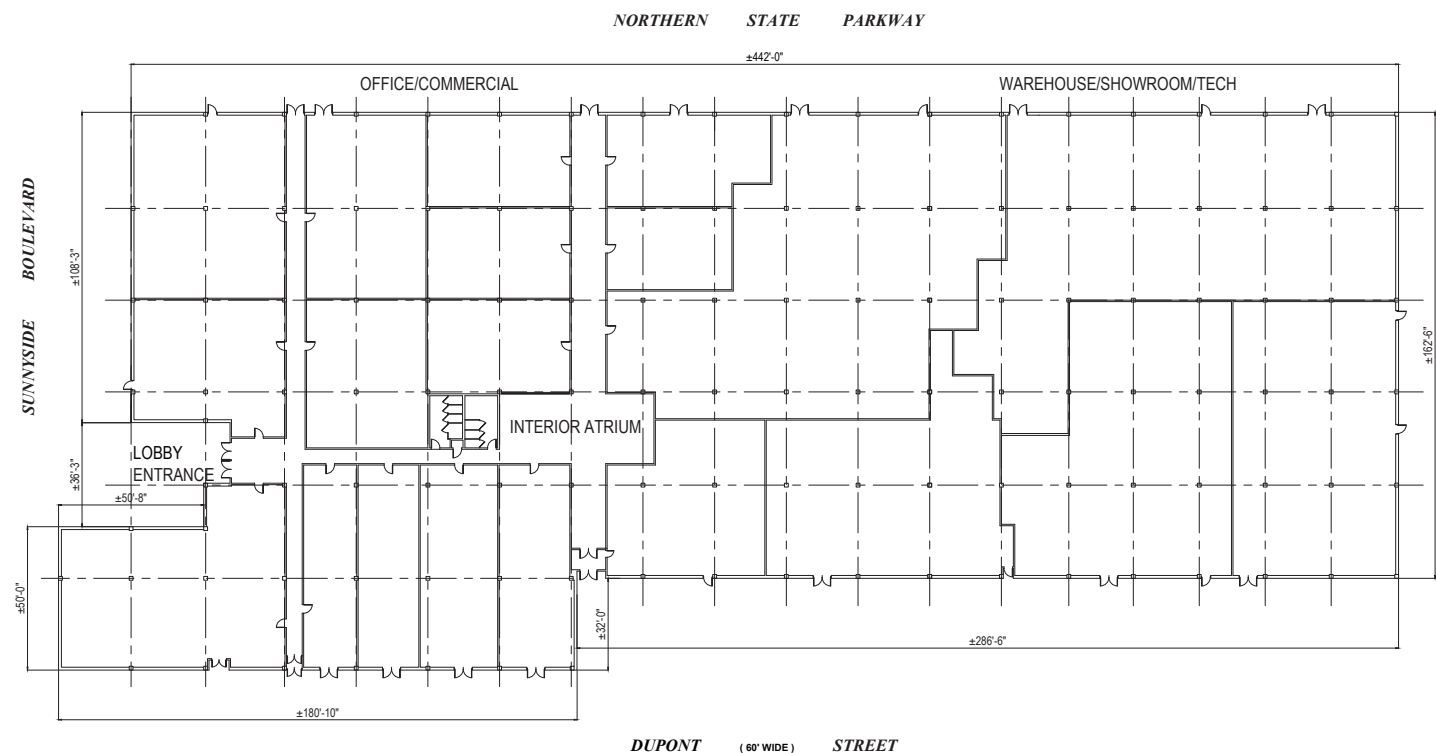 NORTHERN STATE PARKWAY
±442'-0"
OFFICE/COMMERCIAL
WAREHOUSE/SHOWROOM/TECH
SUNNYSIDE BOULEVARD
±108'-3"
±162'-6"
INTERIOR ATRIUM
LOBBY
ENTRANCE
±36'-3"
±50'-8"
±50'-0"
±32'-0"
±286'-6"
±180'-10"
DUPONT ( 60' WIDE ) STREET